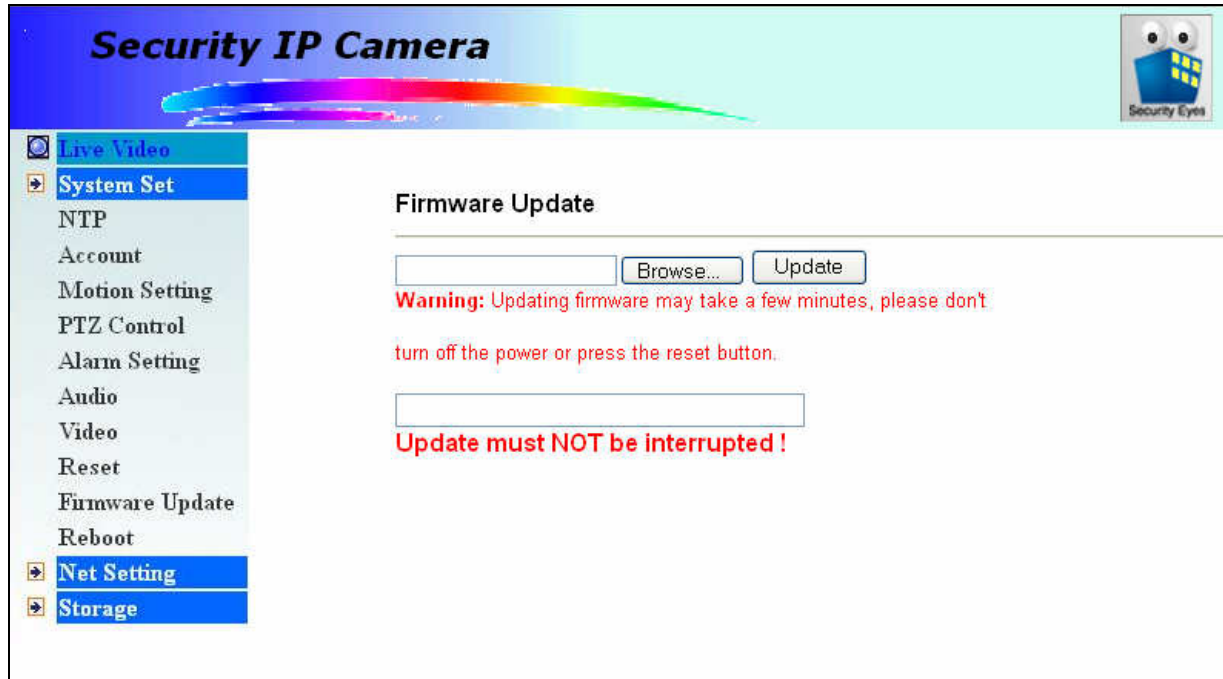 Security IP Camera
Security Eyes
Live Video
System Set
NTP
Account
Motion Setting
PTZ Control
Alarm Setting
Audio
Video
Reset
Firmware Update
Reboot
Net Setting
Storage
Firmware Update
Browse... Update
Warning: Updating firmware may take a few minutes, please don't
turn off the power or press the reset button.
Update must NOT be interrupted !